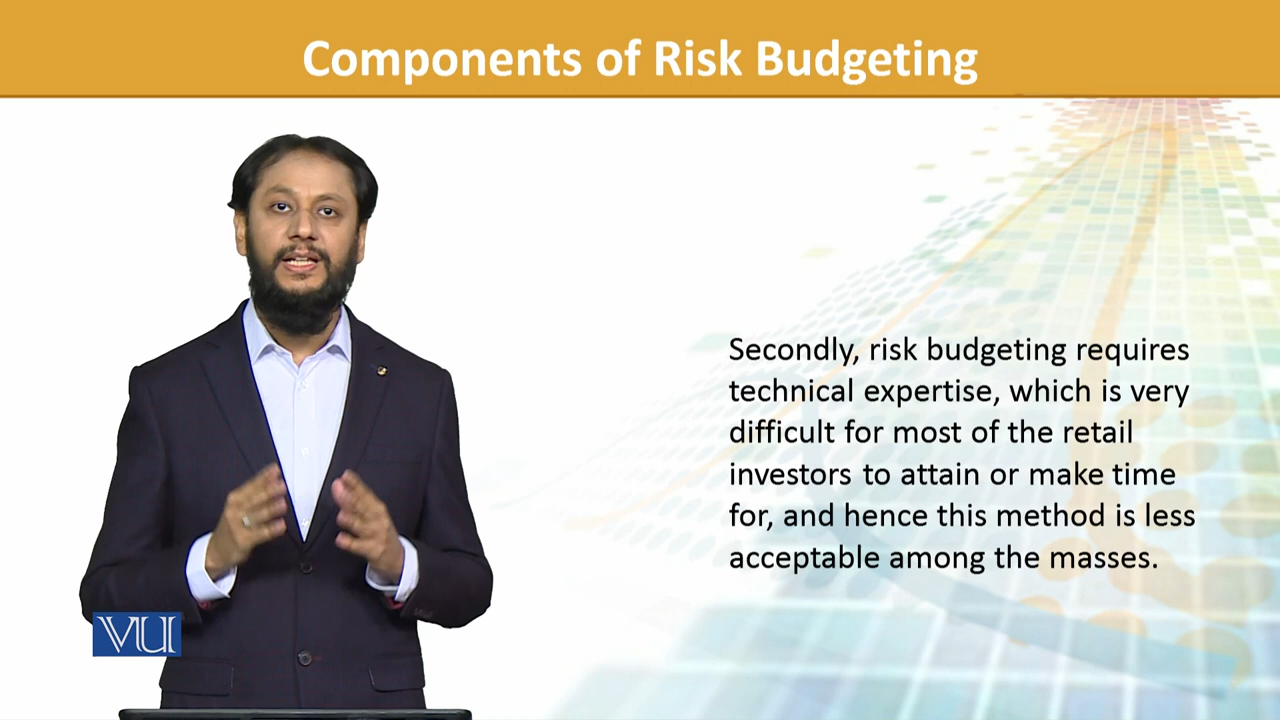 Components of Risk Budgeting
Secondly, risk budgeting requires
technical expertise, which is very
difficult for most of the retail
investors to attain or make time
for, and hence this method is less
acceptable among the masses.
VU